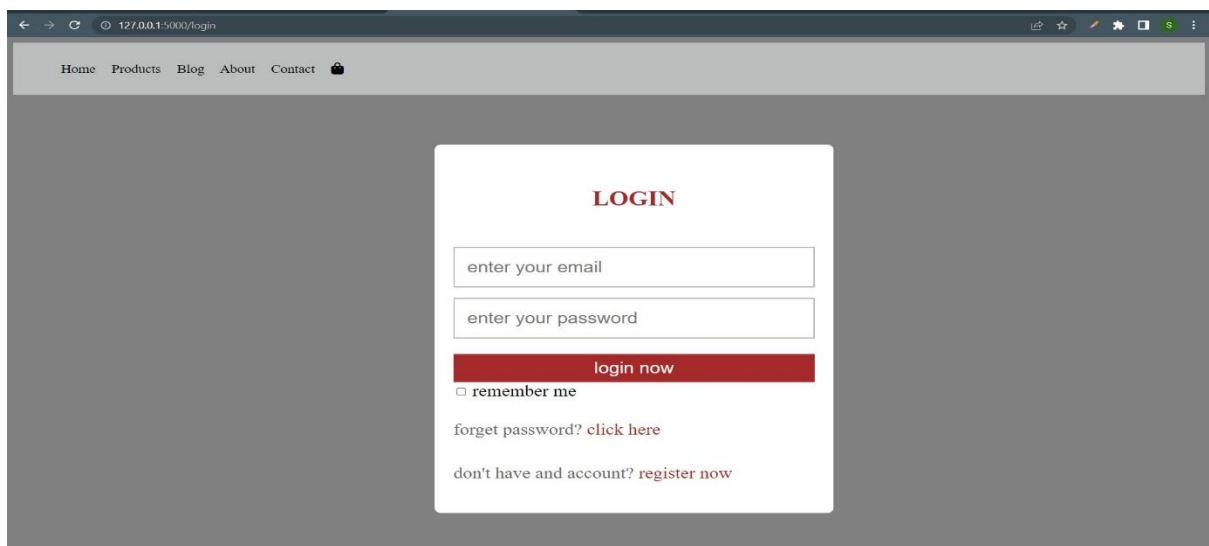 127.0.0.1:5000/login
S
Home Products Blog About Contact
LOGIN
enter your email
enter your password
login now
remember me
forget password? click here
don't have and account? register now